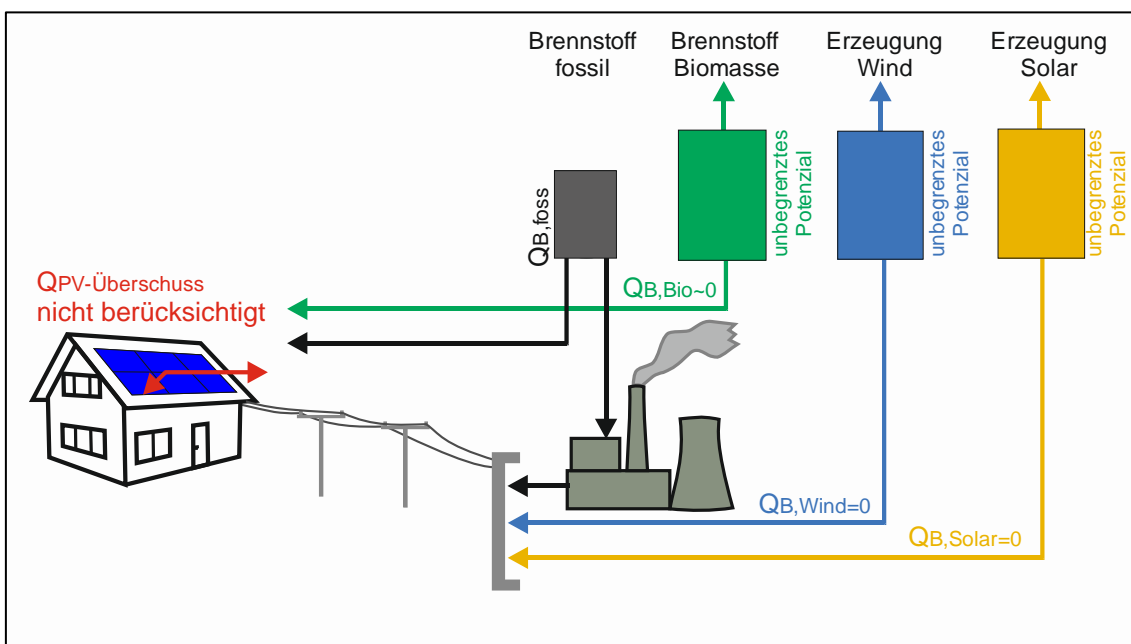 Brennstoff
fossil
Brennstoff
Biomasse
Erzeugung
Wind
Erzeugung
Solar
QB,foss
unbegrenztes
Potenzial
unbegrenztes
Potenzial
unbegrenztes
Potenzial
QPV-Überschuss
nicht berücksichtigt
QB,Bio~0
QB,Wind=0
QB,Solar=0